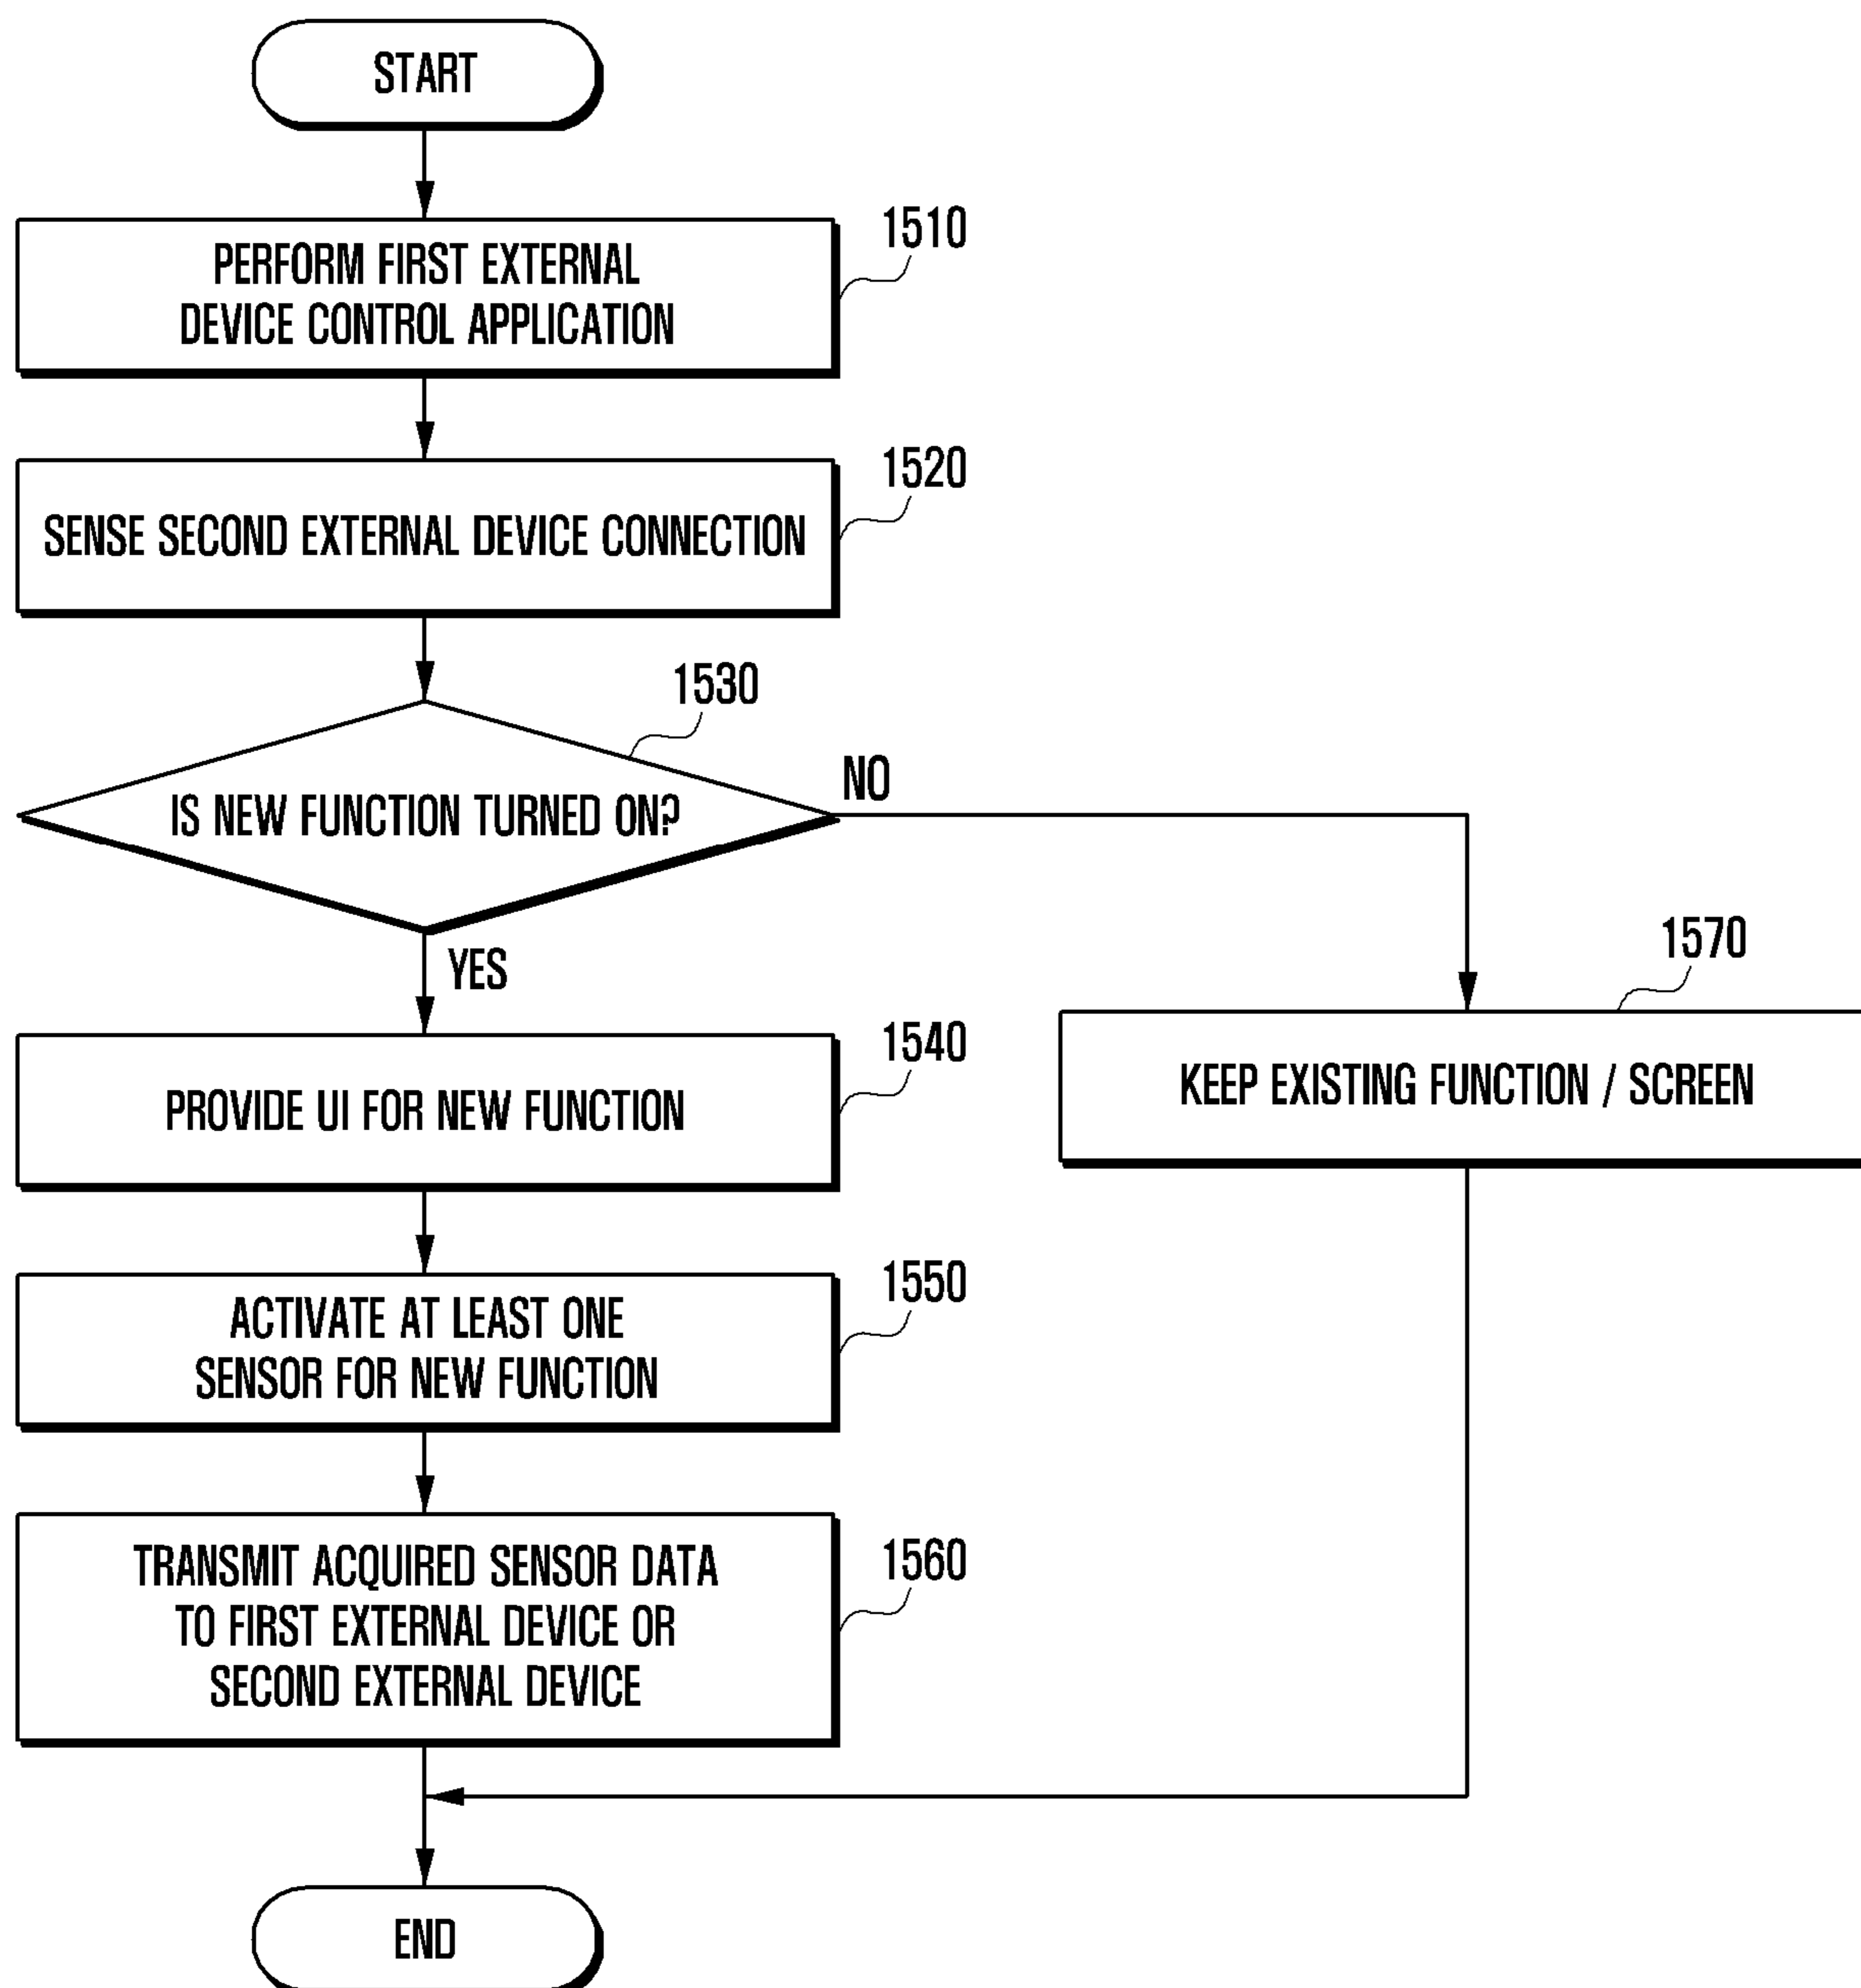 START
1510
PERFORM FIRST EXTERNAL
DEVICE CONTROL APPLICATION
1520
SENSE SECOND EXTERNAL DEVICE CONNECTION
1530
IS NEW FUNCTION TURNED ON?
NO
YES
1570
KEEP EXISTING FUNCTION / SCREEN
1540
PROVIDE UI FOR NEW FUNCTION
1550
ACTIVATE AT LEAST ONE
SENSOR FOR NEW FUNCTION
1560
TRANSMIT ACQUIRED SENSOR DATA
TO FIRST EXTERNAL DEVICE OR
SECOND EXTERNAL DEVICE
END